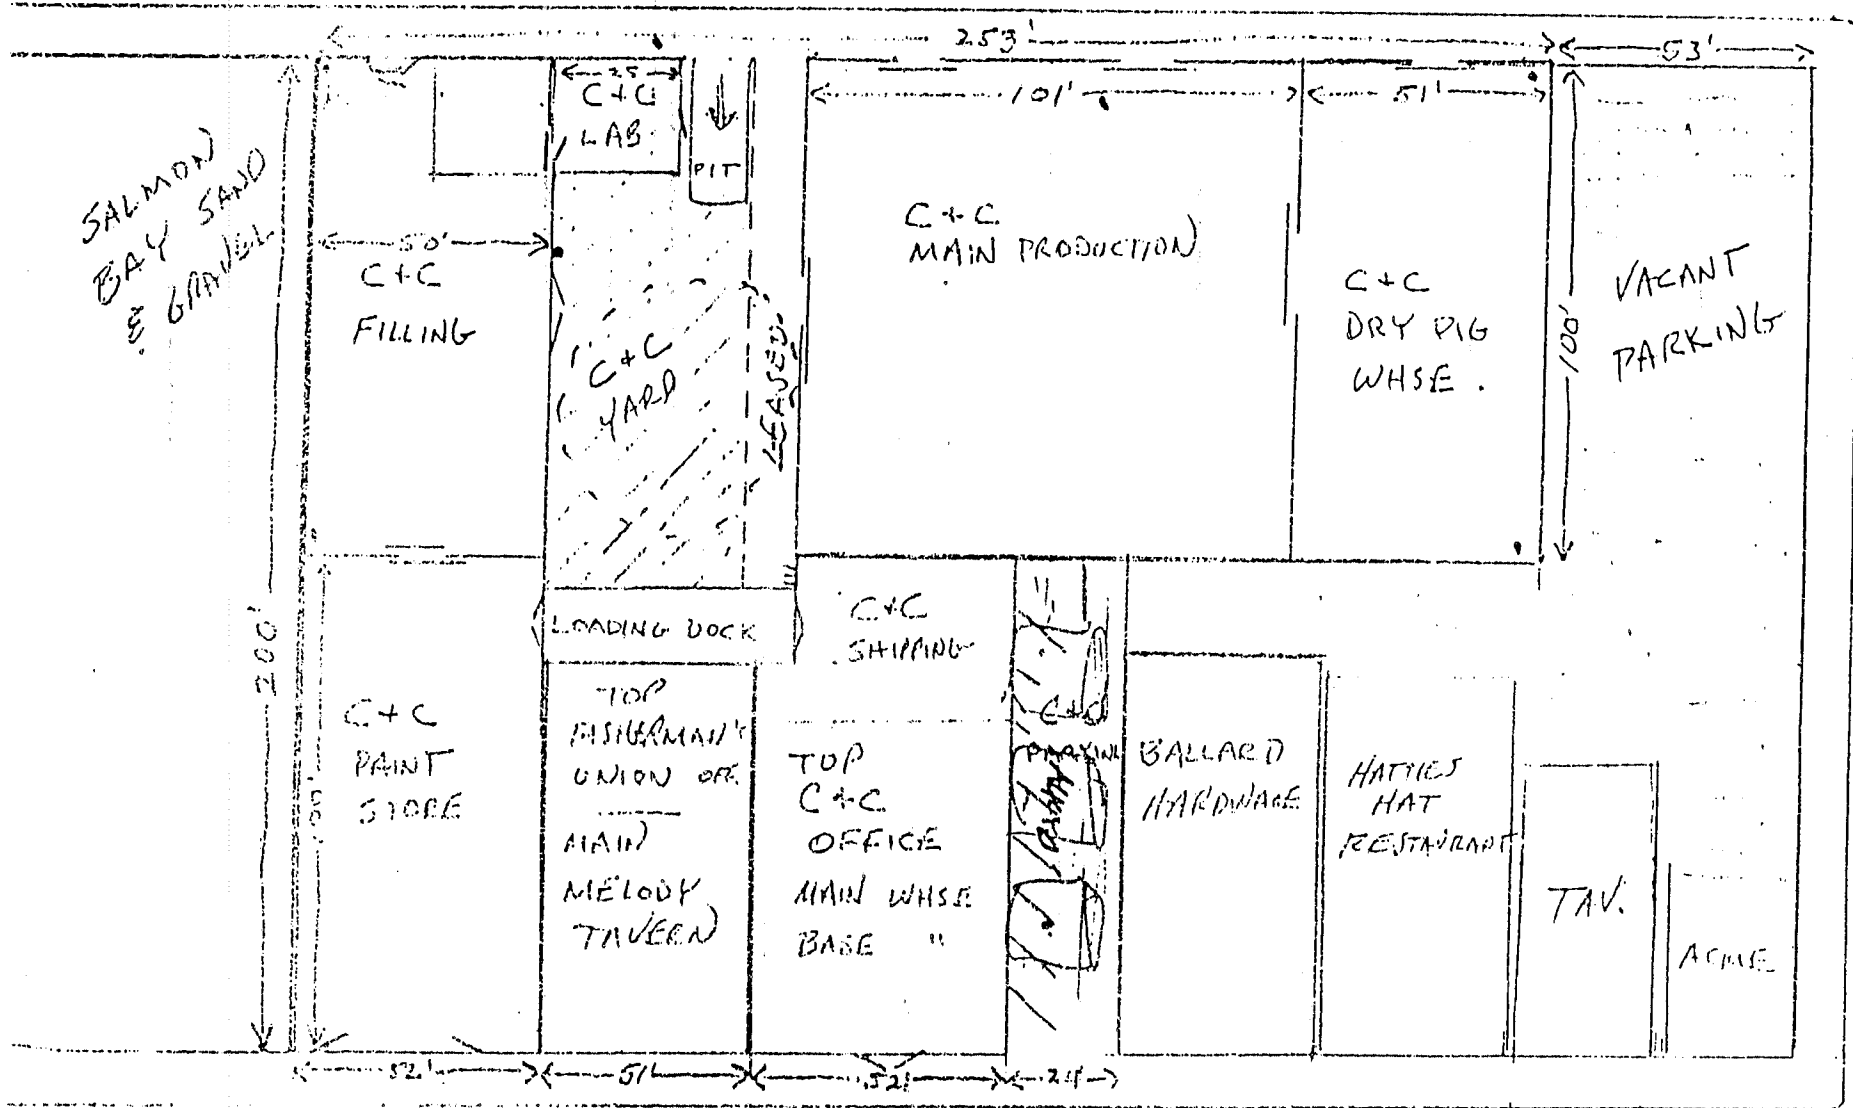 253'
53'
25
C+C
LAB
PIT
101'
51'
SALMON
BAY SAND
& GRAVEL
50'
C+C
FILLING
C+C
YARD
LEASED
C+C
MAIN PRODUCTION
C+C
DRY PIG
WHSE.
100'
VACANT
PARKING
200'
LOADING DOCK
C+C
SHIPPING
C+C
PAINT
STORE
100'
TOP
FISHERMAN'S
UNION OFF.
MAIN
MELODY
TAVERN
TOP
C+C
OFFICE
MAIN WHSE
BASE "
C+C
PARKING
BALLARD
HARDWARE
HATTIES
HAT
RESTAURANT
TAV.
ACME
52'
51'
52'
24'